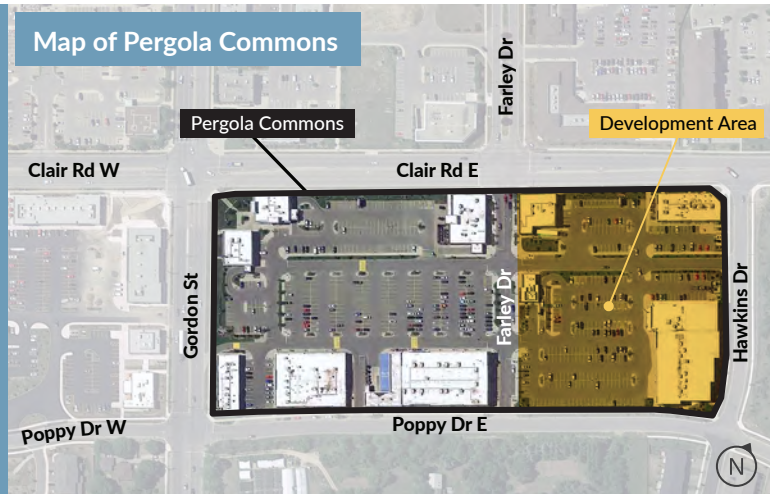 Map of Pergola Commons
Farley Dr
Pergola Commons
Development Area
Clair Rd W
Clair Rd E
Gordon St
Farley Dr
Hawkins Dr
Poppy Dr W
Poppy Dr E
N